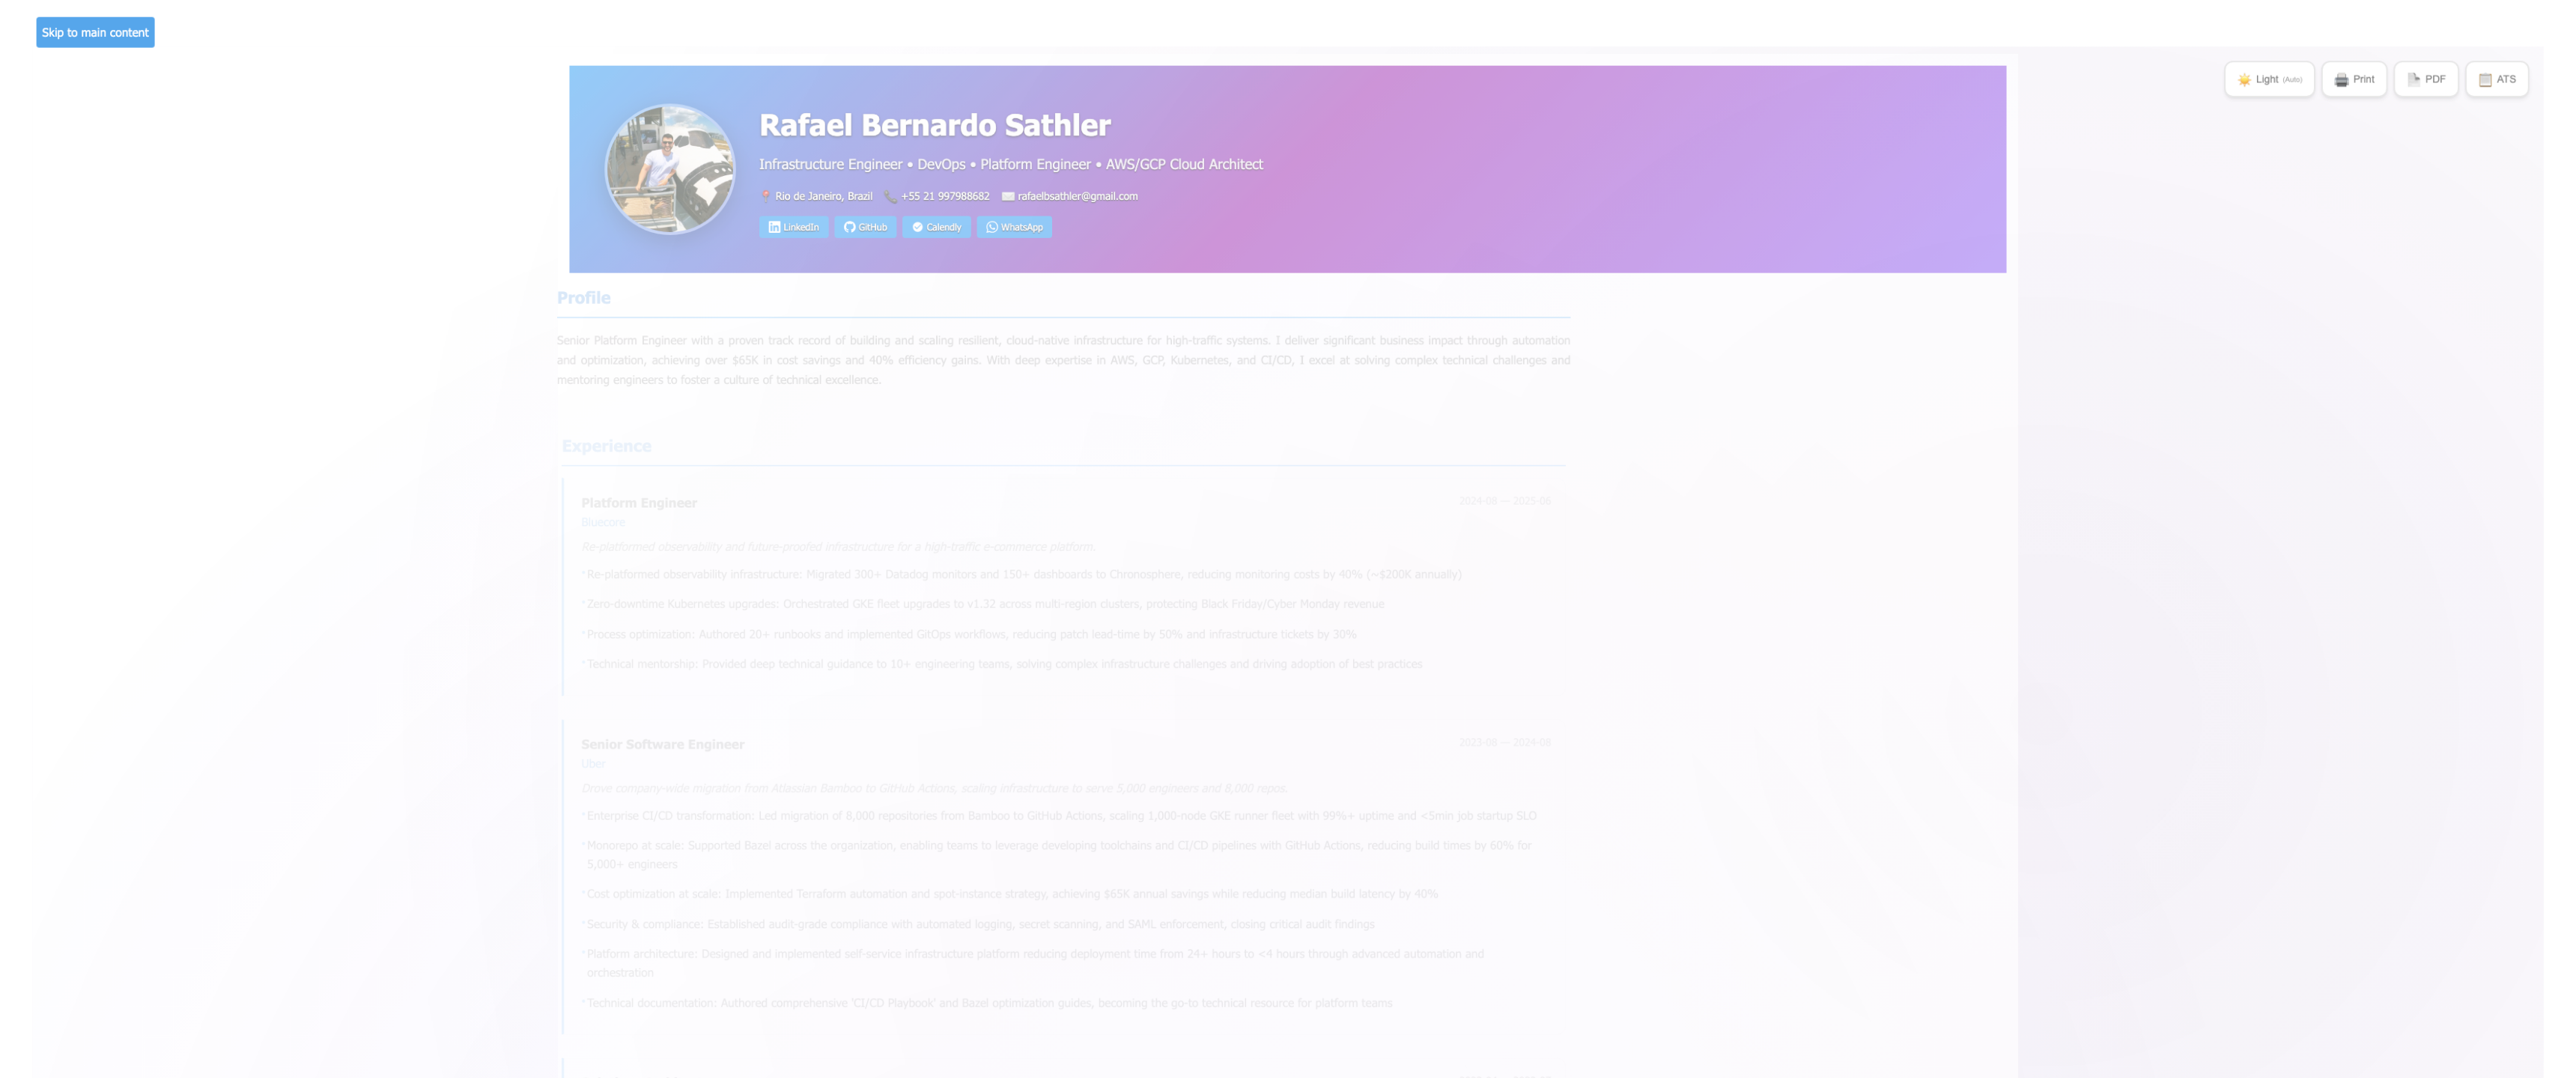 Skip to main content
Light (Auto)
Print
PDF
ATS
Rafael Bernardo Sathler
Infrastructure Engineer • DevOps • Platform Engineer • AWS/GCP Cloud Architect
Rio de Janeiro, Brazil +55 21 997988682 rafaelbsathler@gmail.com
LinkedIn GitHub Calendly WhatsApp
Profile
Senior Platform Engineer with a proven track record of building and scaling resilient, cloud-native infrastructure for high-traffic systems. I deliver significant business impact through automation
and optimization, achieving over $65K in cost savings and 40% efficiency gains. With deep expertise in AWS, GCP, Kubernetes, and CI/CD, I excel at solving complex technical challenges and
mentoring engineers to foster a culture of technical excellence.
Experience
Platform Engineer 2024-08 — 2025-06
Bluecore
Re-platformed observability and future-proofed infrastructure for a high-traffic e-commerce platform.
• Re-platformed observability infrastructure: Migrated 300+ Datadog monitors and 150+ dashboards to Chronosphere, reducing monitoring costs by 40% (~$200K annually)
• Zero-downtime Kubernetes upgrades: Orchestrated GKE fleet upgrades to v1.32 across multi-region clusters, protecting Black Friday/Cyber Monday revenue
• Process optimization: Authored 20+ runbooks and implemented GitOps workflows, reducing patch lead-time by 50% and infrastructure tickets by 30%
• Technical mentorship: Provided deep technical guidance to 10+ engineering teams, solving complex infrastructure challenges and driving adoption of best practices
Senior Software Engineer 2023-08 — 2024-08
Uber
Drove company-wide migration from Atlassian Bamboo to GitHub Actions, scaling infrastructure to serve 5,000 engineers and 8,000 repos.
• Enterprise CI/CD transformation: Led migration of 8,000 repositories from Bamboo to GitHub Actions, scaling 1,000-node GKE runner fleet with 99%+ uptime and <5min job startup SLO
• Monorepo at scale: Supported Bazel across the organization, enabling teams to leverage developing toolchains and CI/CD pipelines with GitHub Actions, reducing build times by 60% for
5,000+ engineers
• Cost optimization at scale: Implemented Terraform automation and spot-instance strategy, achieving $65K annual savings while reducing median build latency by 40%
• Security & compliance: Established audit-grade compliance with automated logging, secret scanning, and SAML enforcement, closing critical audit findings
• Platform architecture: Designed and implemented self-service infrastructure platform reducing deployment time from 24+ hours to <4 hours through advanced automation and
orchestration
• Technical documentation: Authored comprehensive 'CI/CD Playbook' and Bazel optimization guides, becoming the go-to technical resource for platform teams